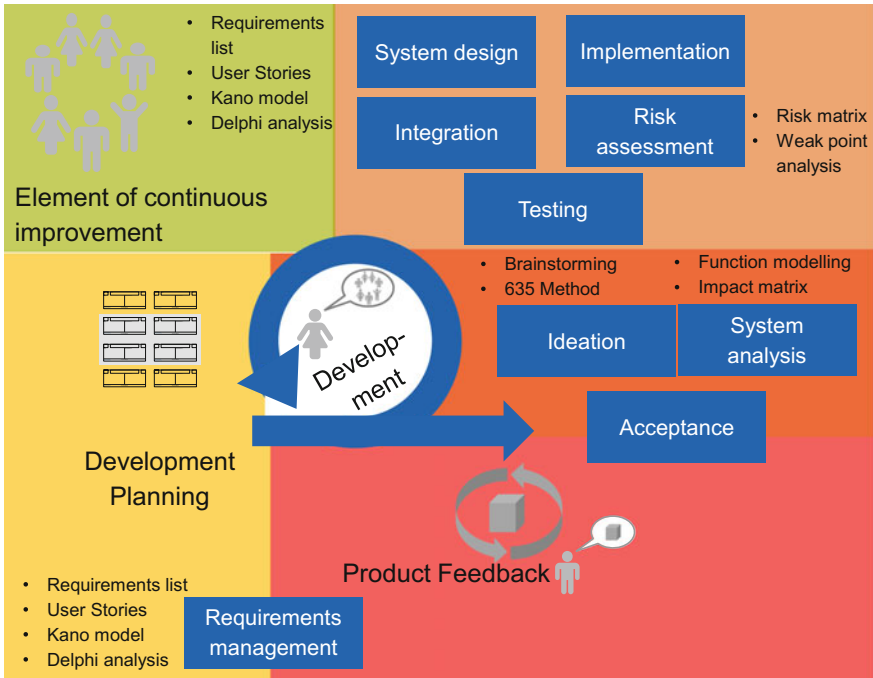 • Requirements
list
• User Stories
• Kano model
• Delphi analysis
Element of continuous
improvement
System design
Implementation
Integration
Risk
assessment
• Risk matrix
• Weak point
analysis
Testing
• Brainstorming
• 635 Method
• Function modelling
• Impact matrix
Ideation
System
analysis
Acceptance
Develop-
ment
Development
Planning
Product Feedback
• Requirements list
• User Stories
• Kano model
• Delphi analysis
Requirements
management